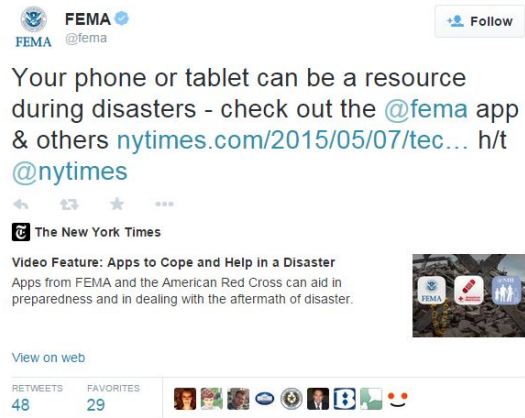 FEMA
@fema
Follow
FEMA
Your phone or tablet can be a resource
during disasters - check out the @fema app
& others nytimes.com/2015/05/07/tec... h/t
@nytimes
The New York Times
Video Feature: Apps to Cope and Help in a Disaster
Apps from FEMA and the American Red Cross can aid in
preparedness and in dealing with the aftermath of disaster.
FEMA
View on web
RETWEETS FAVORITES
48 29